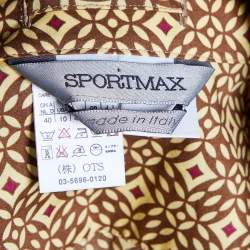 SPORTMAX
40
made in Italy
(株) OTS
03-5696-0120